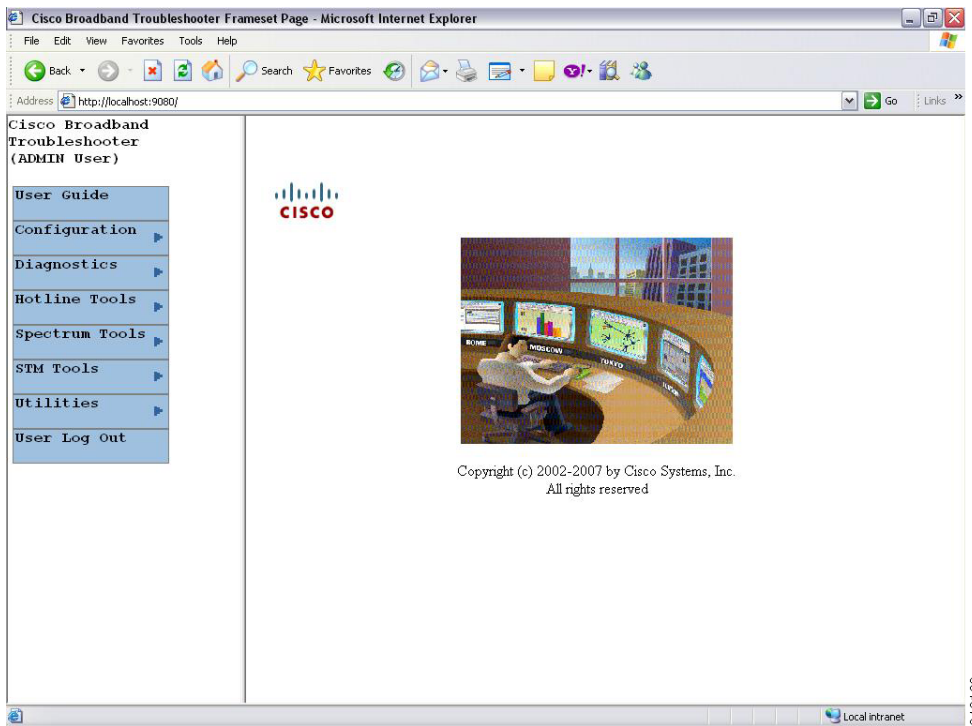 Cisco Broadband Troubleshooter Frameset Page - Microsoft Internet Explorer
File Edit View Favorites Tools Help
Back Search Favorites
Address http://localhost:9080/ Go Links »
Cisco Broadband
Troubleshooter
(ADMIN User)
User Guide
Configuration
Diagnostics
Hotline Tools
Spectrum Tools
STM Tools
Utilities
User Log Out
CISCO
ROME MOSCOW TOKYO
Copyright (c) 2002-2007 by Cisco Systems, Inc.
All rights reserved
Local intranet